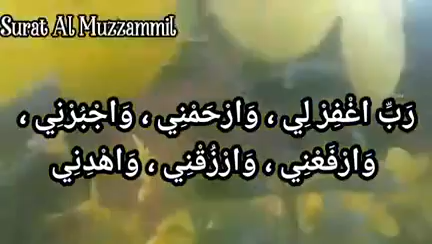 Surat Al Muzzammil
رَبِّ اغْفِرْ لِي ، وَارْحَمْنِي ، وَاجْبُرْنِي ،
وَارْفَعْنِي ، وَارْزُقْنِي ، وَاهْدِنِي